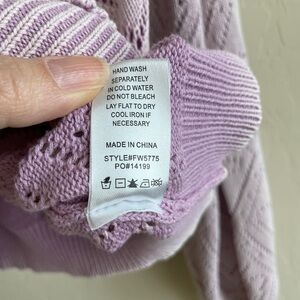 HAND WASH
SEPARATELY
IN COLD WATER
DO NOT BLEACH
LAY FLAT TO DRY
COOL IRON IF
NECESSARY
MADE IN CHINA
STYLE#FW5775
PO#14199